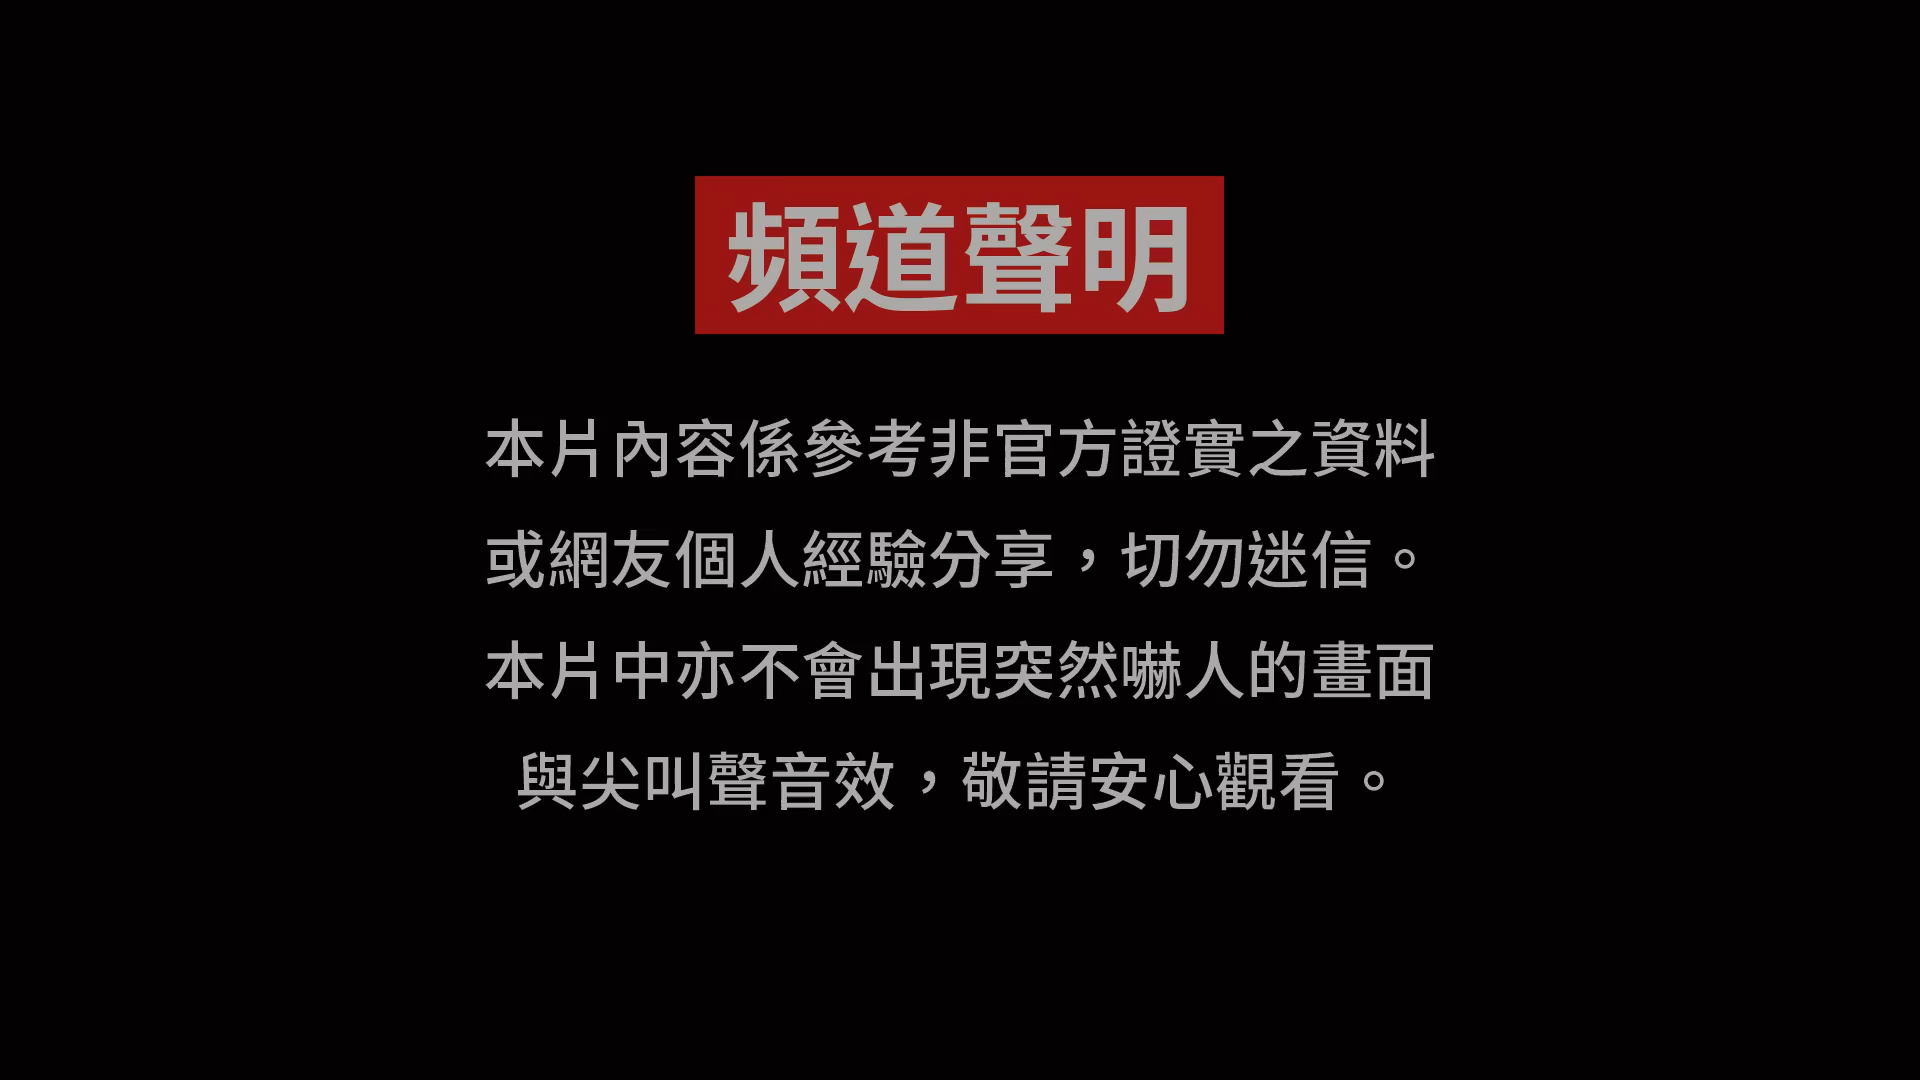 頻道聲明
本片內容係參考非官方證實之資料
或網友個人經驗分享，切勿迷信。
本片中亦不會出現突然嚇人的畫面
與尖叫聲音效，敬請安心觀看。